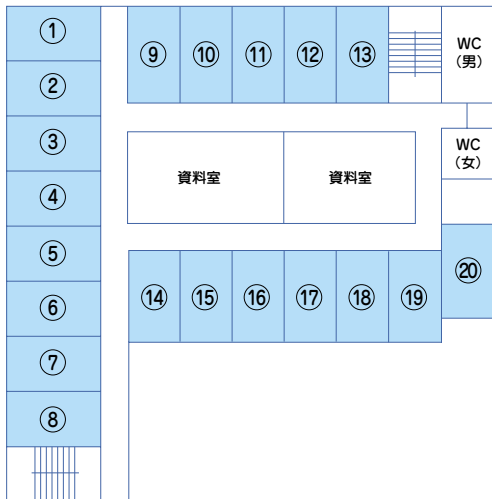 ①
②
③
④
⑤
⑥
⑦
⑧
⑨ ⑩ ⑪ ⑫ ⑬
WC
(男)
WC
(女)
資料室 資料室
⑭ ⑮ ⑯ ⑰ ⑱ ⑲
⑳